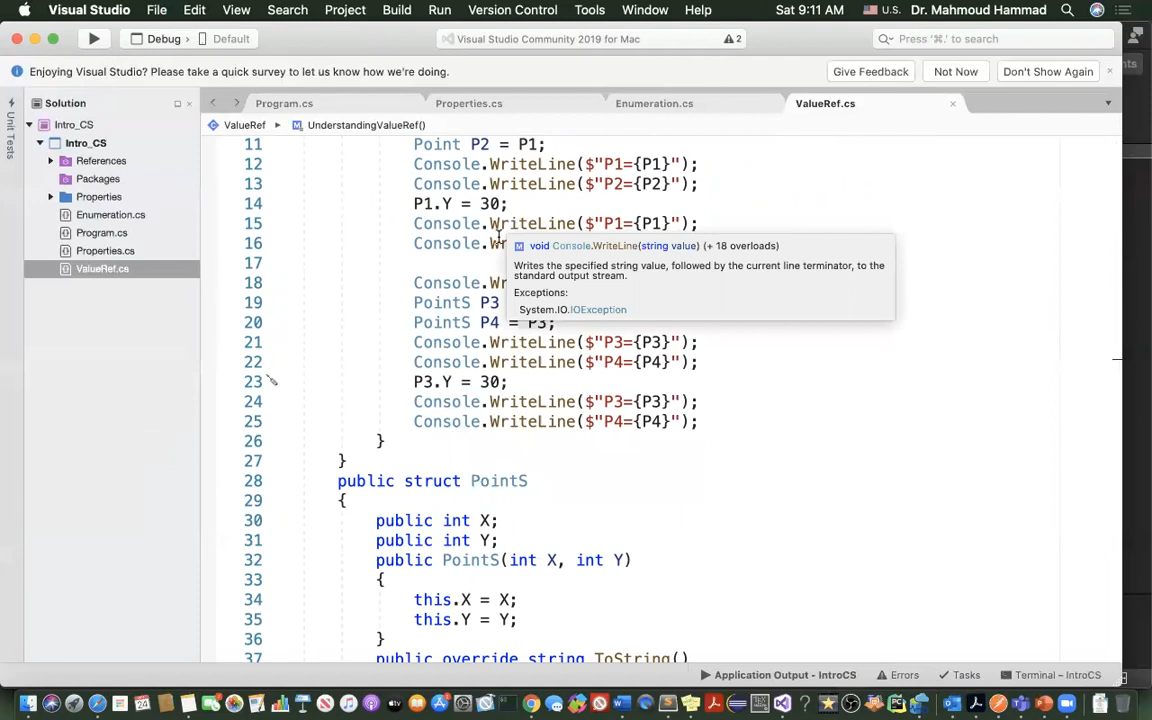 Visual Studio File Edit View Search Project Build Run Version Control Tools Window Help U.S. Sat 9:11 AM Dr. Mahmoud Hammad
Debug Default Visual Studio Community 2019 for Mac 2 Press '⌘.' to search
Enjoying Visual Studio? Please take a quick survey to let us know how we're doing. Give Feedback Not Now Don't Show Again
Solution
Program.cs Properties.cs Enumeration.cs ValueRef.cs
Unit Tests
Intro_CS
Intro_CS
References
Packages
Properties
Enumeration.cs
Program.cs
Properties.cs
ValueRef.cs
ValueRef UnderstandingValueRef()
11 Point P2 = P1;
12 Console.WriteLine($"P1={P1}");
13 Console.WriteLine($"P2={P2}");
14 P1.Y = 30;
15 Console.WriteLine($"P1={P1}");
16 Console.
17
18 Console.
19 PointS P3
20 PointS P4 = P3;
21 Console.WriteLine($"P3={P3}");
22 Console.WriteLine($"P4={P4}");
23 P3.Y = 30;
24 Console.WriteLine($"P3={P3}");
25 Console.WriteLine($"P4={P4}");
26 }
27 }
28 public struct PointS
29 {
30 public int X;
31 public int Y;
32 public PointS(int X, int Y)
33 {
34 this.X = X;
35 this.Y = Y;
36 }
37 public override string ToString()
void Console.WriteLine(string value) (+ 18 overloads)
Writes the specified string value, followed by the current line terminator, to the
standard output stream.
Exceptions:
System.IO.IOException
Application Output – IntroCS Errors Tasks Terminal – IntroCS